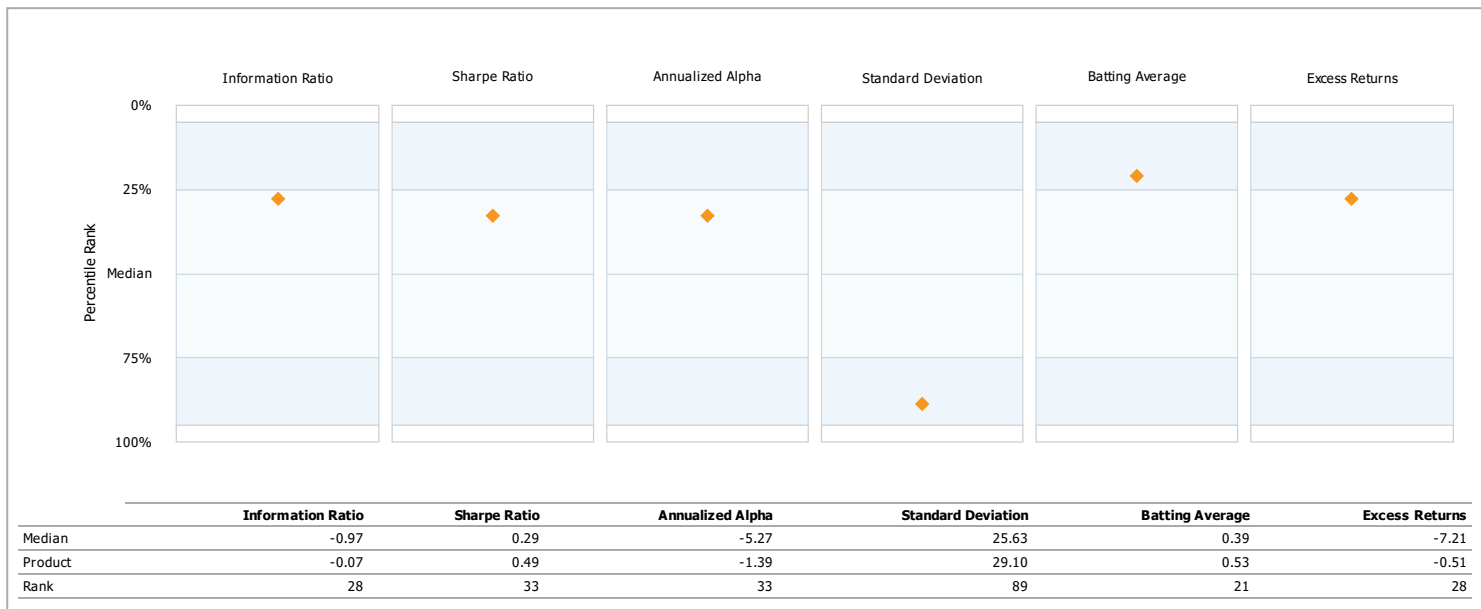 Information Ratio Sharpe Ratio Annualized Alpha Standard Deviation Batting Average Excess Returns
0%
25%
Percentile Rank
Median
75%
100%
Information Ratio Sharpe Ratio Annualized Alpha Standard Deviation Batting Average Excess Returns
Median -0.97 0.29 -5.27 25.63 0.39 -7.21
Product -0.07 0.49 -1.39 29.10 0.53 -0.51
Rank 28 33 33 89 21 28